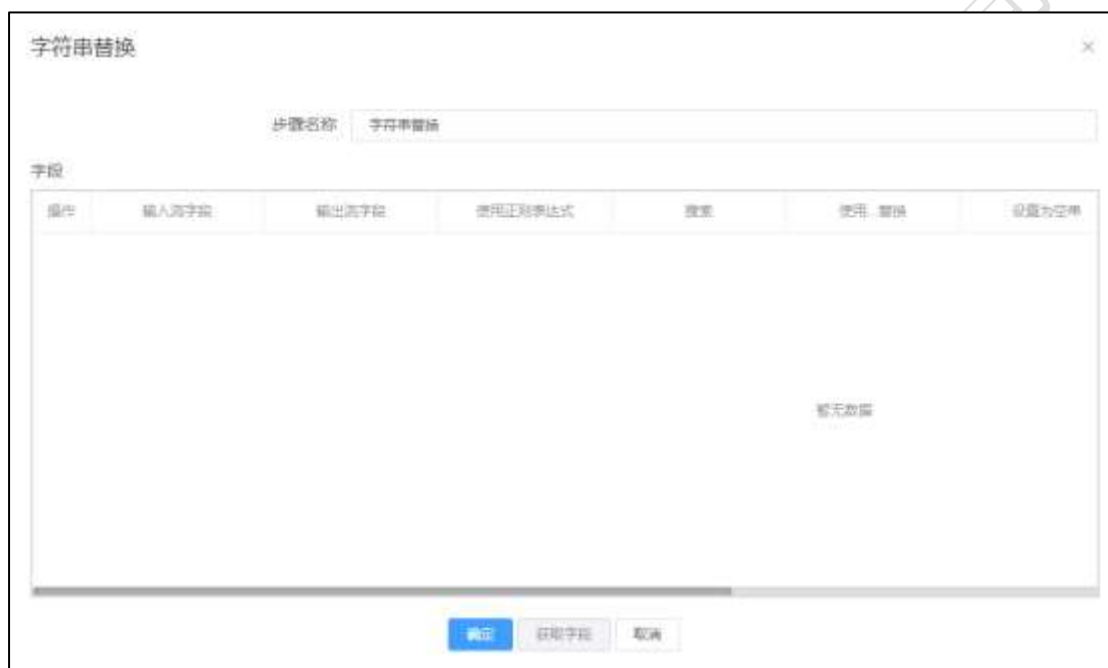 字符串替换
步骤名称 字符串替换
字段
操作 输入流字段 输出流字段 使用正则表达式 搜索 使用...替换 设置为空串
暂无数据
确定 获取字段 取消